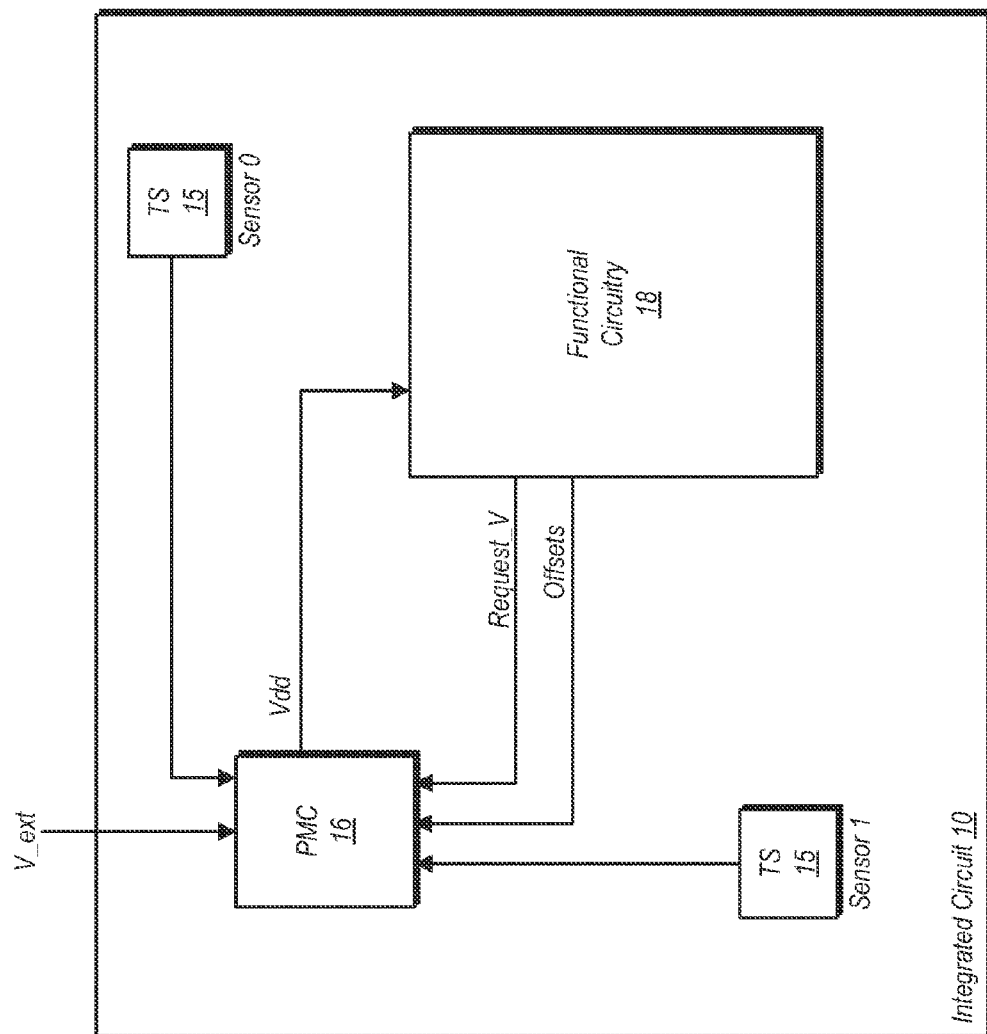 V_ext
TS
15
Sensor 0
Vdd
PMC
16
Functional
Circuitry
18
Request_V
Offsets
TS
15
Sensor 1
Integrated Circuit 10